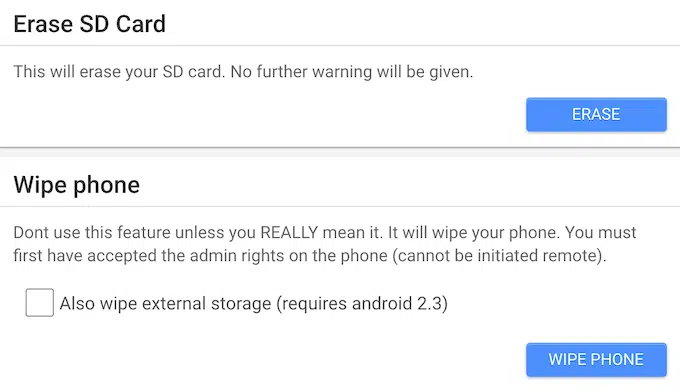 Erase SD Card
This will erase your SD card. No further warning will be given.
ERASE
Wipe phone
Dont use this feature unless you REALLY mean it. It will wipe your phone. You must
first have accepted the admin rights on the phone (cannot be initiated remote).
Also wipe external storage (requires android 2.3)
WIPE PHONE